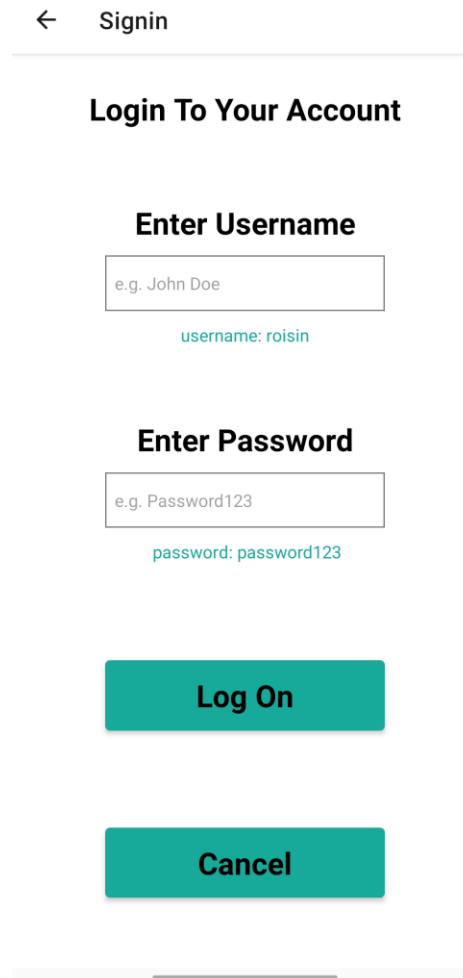 Signin
Login To Your Account
Enter Username
e.g. John Doe
username: roisin
Enter Password
e.g. Password123
password: password123
Log On
Cancel